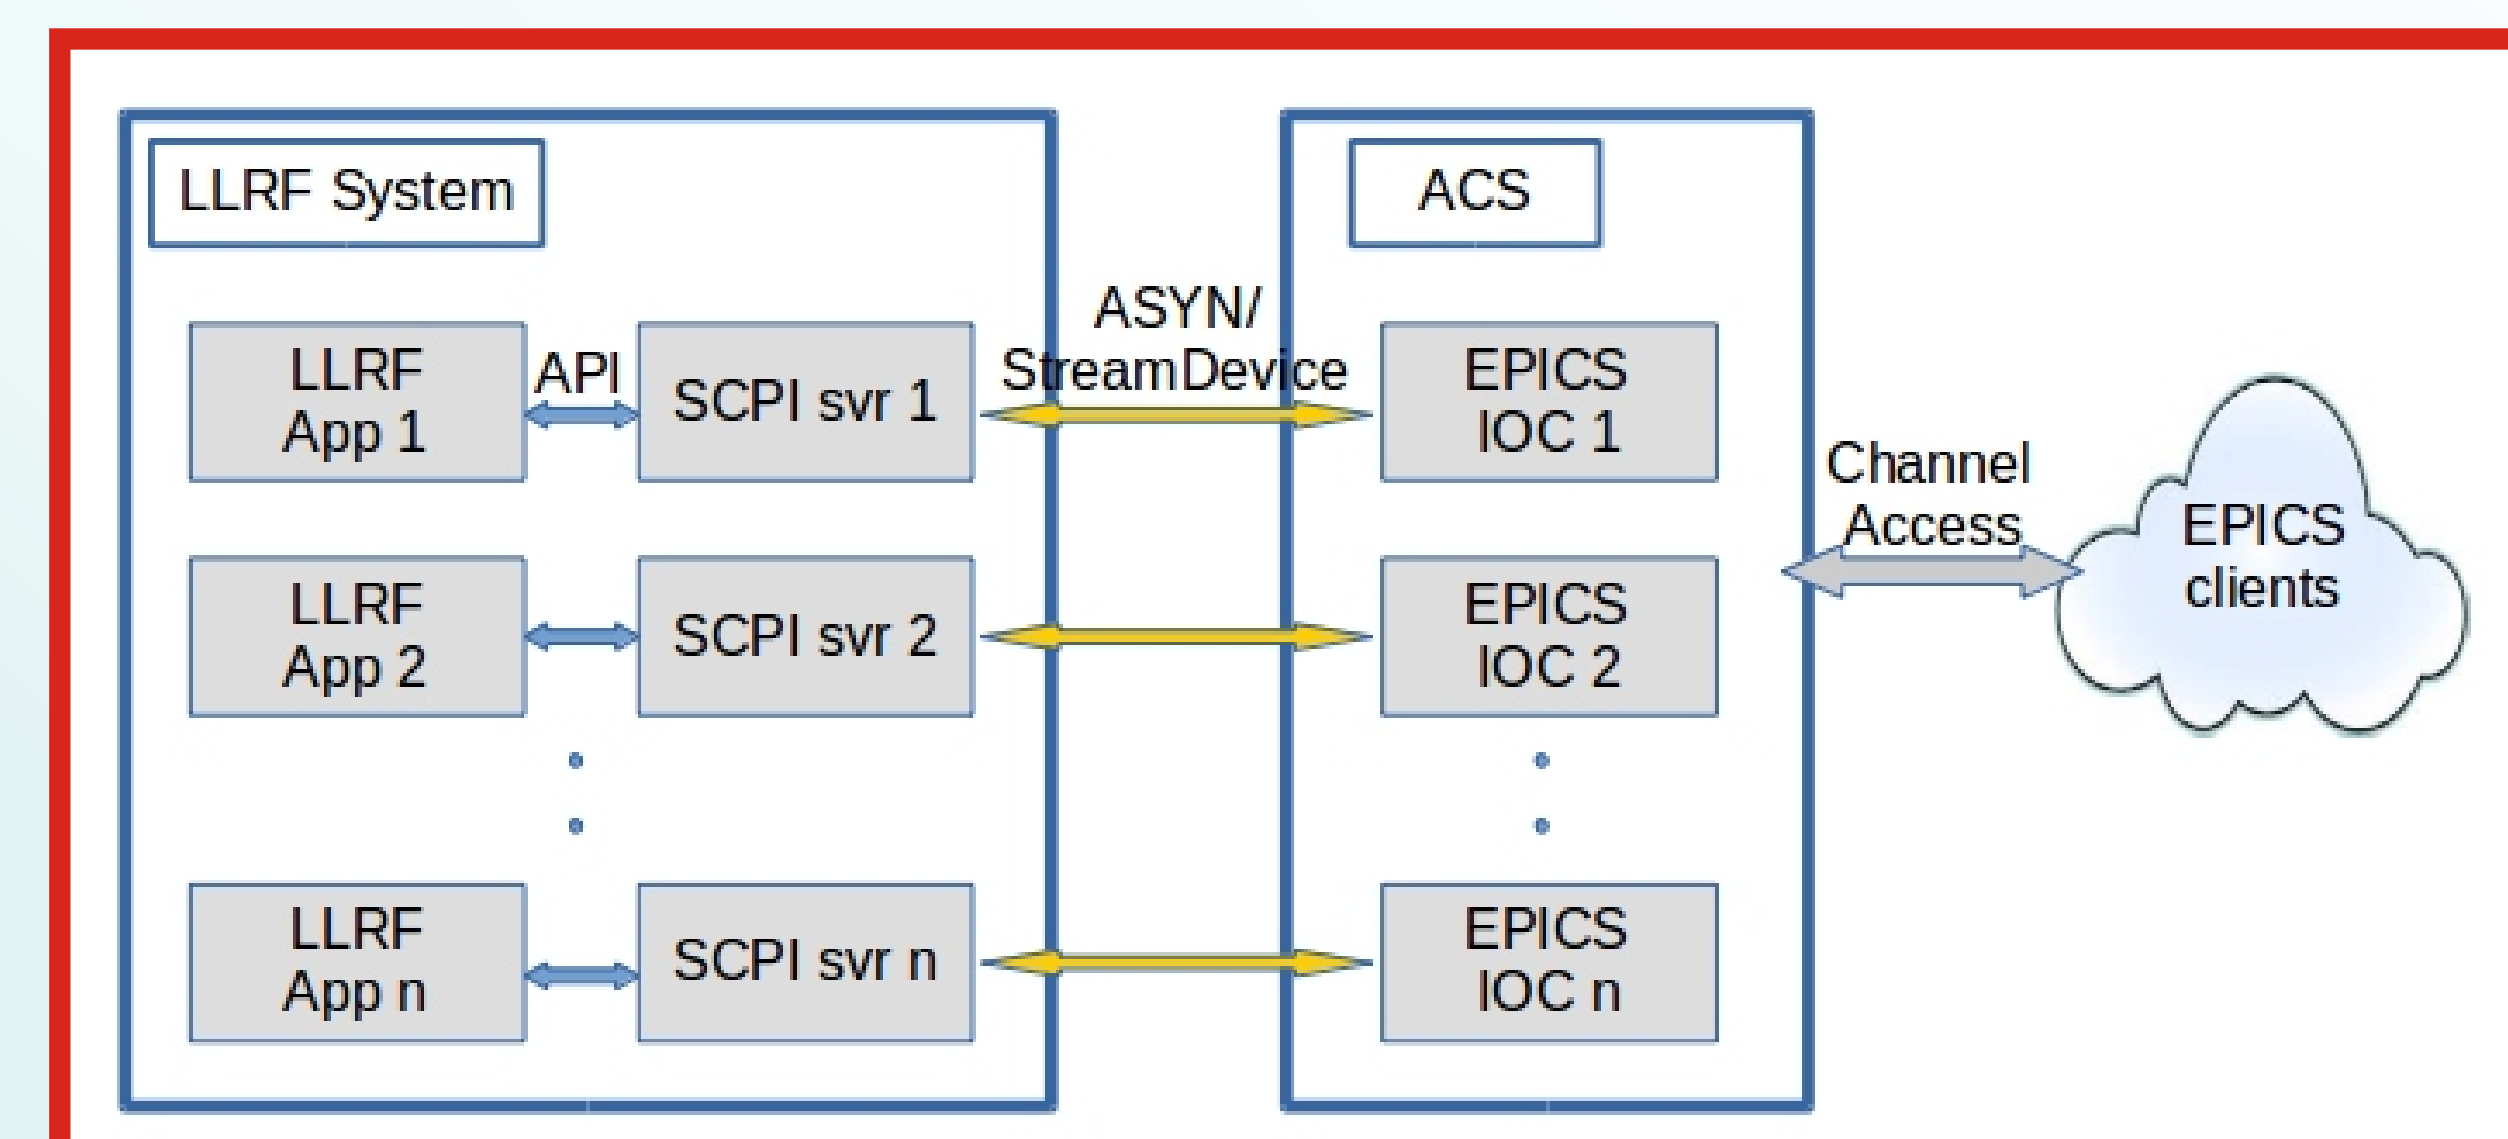 LLRF System
ACS
ASYN/
StreamDevice
LLRF
App 1
API
SCPI svr 1
EPICS
IOC 1
Channel
Access
EPICS
clients
LLRF
App 2
SCPI svr 2
EPICS
IOC 2
LLRF
App n
SCPI svr n
EPICS
IOC n